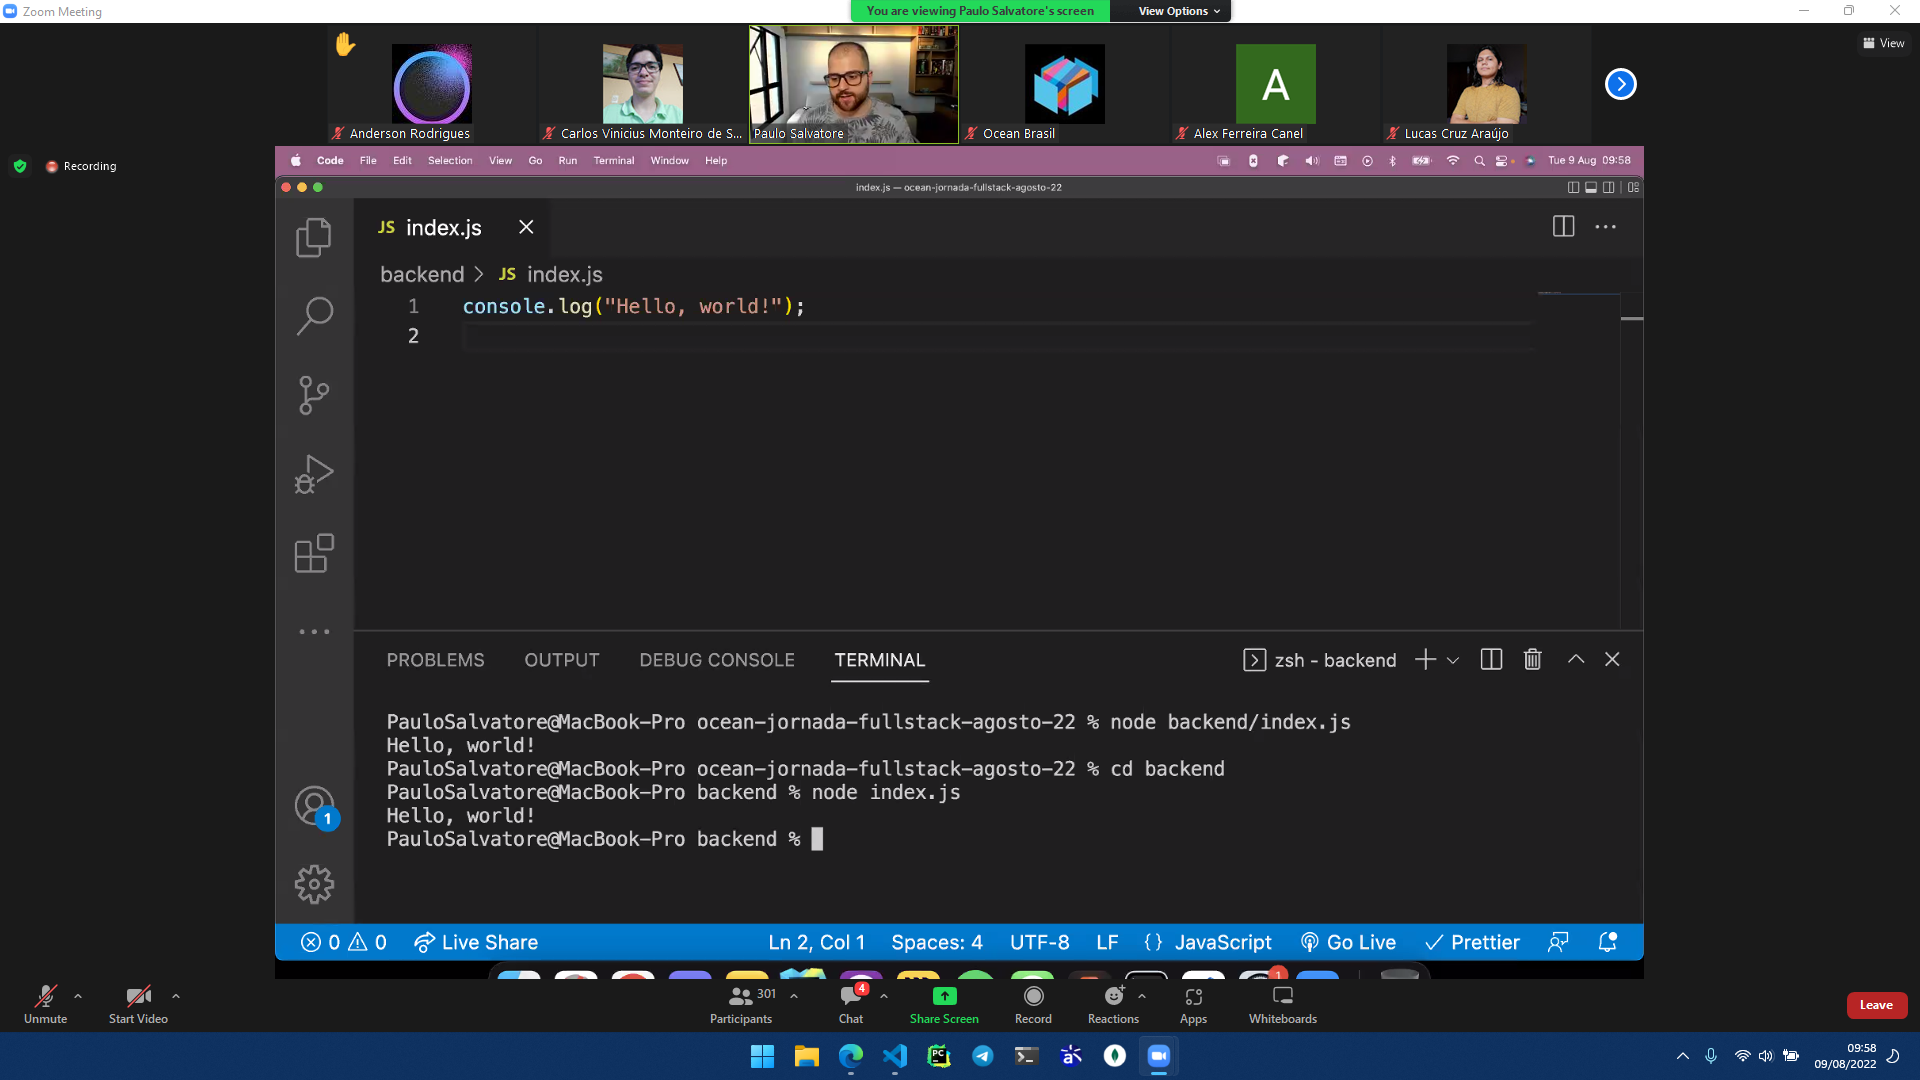 Zoom Meeting
You are viewing Paulo Salvatore's screen
View Options
View
Anderson Rodrigues
Carlos Vinicius Monteiro de S...
Paulo Salvatore
Ocean Brasil
A
Alex Ferreira Canel
Lucas Cruz Araújo
Recording
Code File Edit Selection View Go Run Terminal Window Help
Tue 9 Aug 09:58
index.js — ocean-jornada-fullstack-agosto-22
JS index.js
backend > JS index.js
1 console.log("Hello, world!");
2
PROBLEMS OUTPUT DEBUG CONSOLE TERMINAL
zsh - backend
PauloSalvatore@MacBook-Pro ocean-jornada-fullstack-agosto-22 % node backend/index.js
Hello, world!
PauloSalvatore@MacBook-Pro ocean-jornada-fullstack-agosto-22 % cd backend
PauloSalvatore@MacBook-Pro backend % node index.js
Hello, world!
PauloSalvatore@MacBook-Pro backend %
1
0 0 Live Share
Ln 2, Col 1 Spaces: 4 UTF-8 LF {} JavaScript Go Live Prettier
1
Unmute
Start Video
301
Participants
4
Chat
Share Screen
Record
Reactions
Apps
Whiteboards
Leave
PC
09:58
09/08/2022